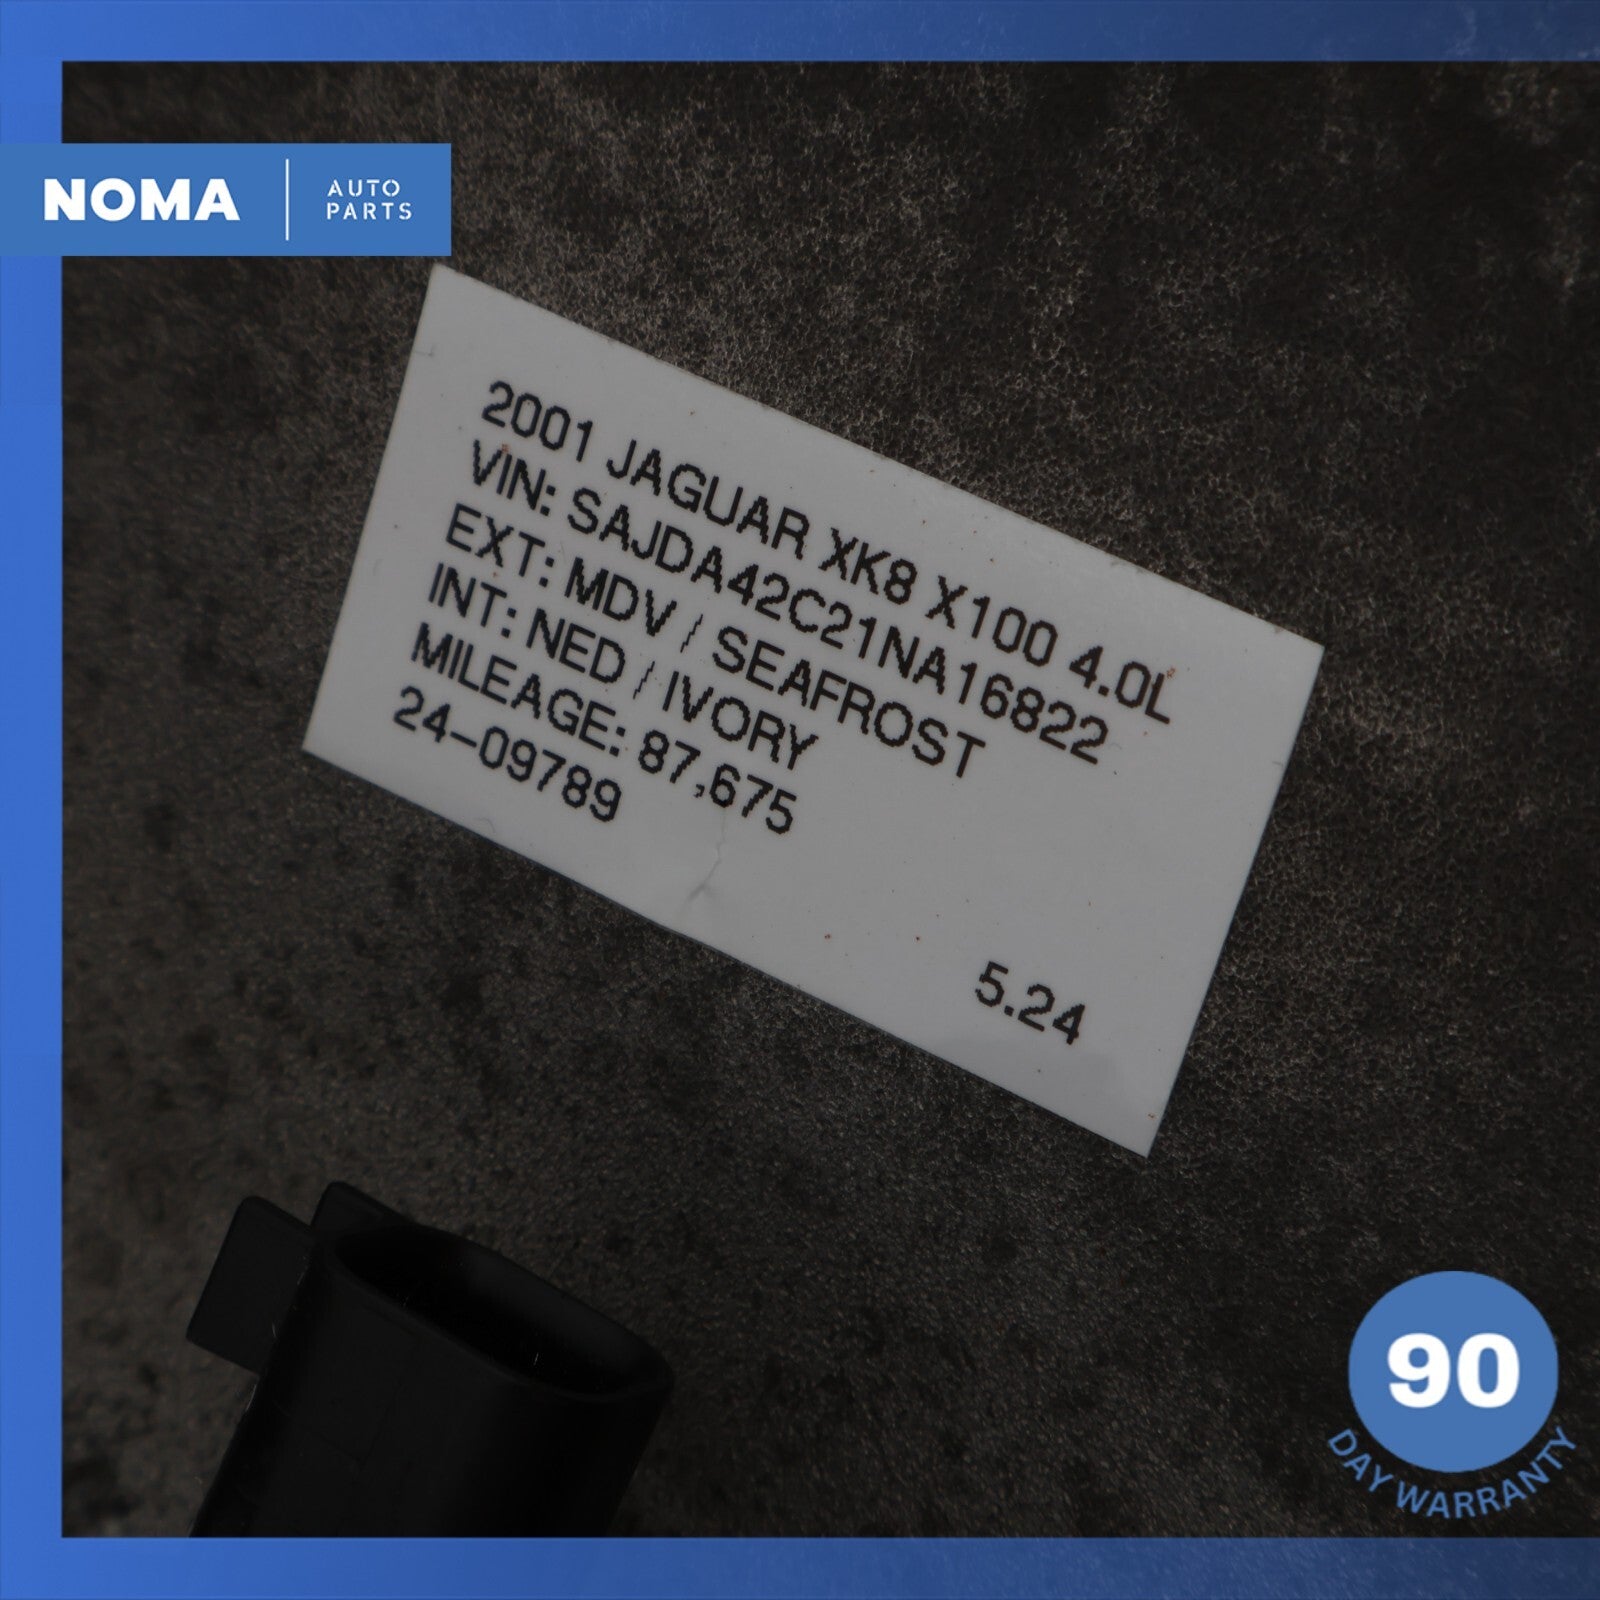 NOMA
AUTO
PARTS
2001 JAGUAR XK8 X100 4.0L
VIN: SAJDA42C21NA16822
EXT: MDV / SEAFROST
INT: NED / IVORY
MILEAGE: 87,675
24-09789
5.24
90
DAY WARRANTY